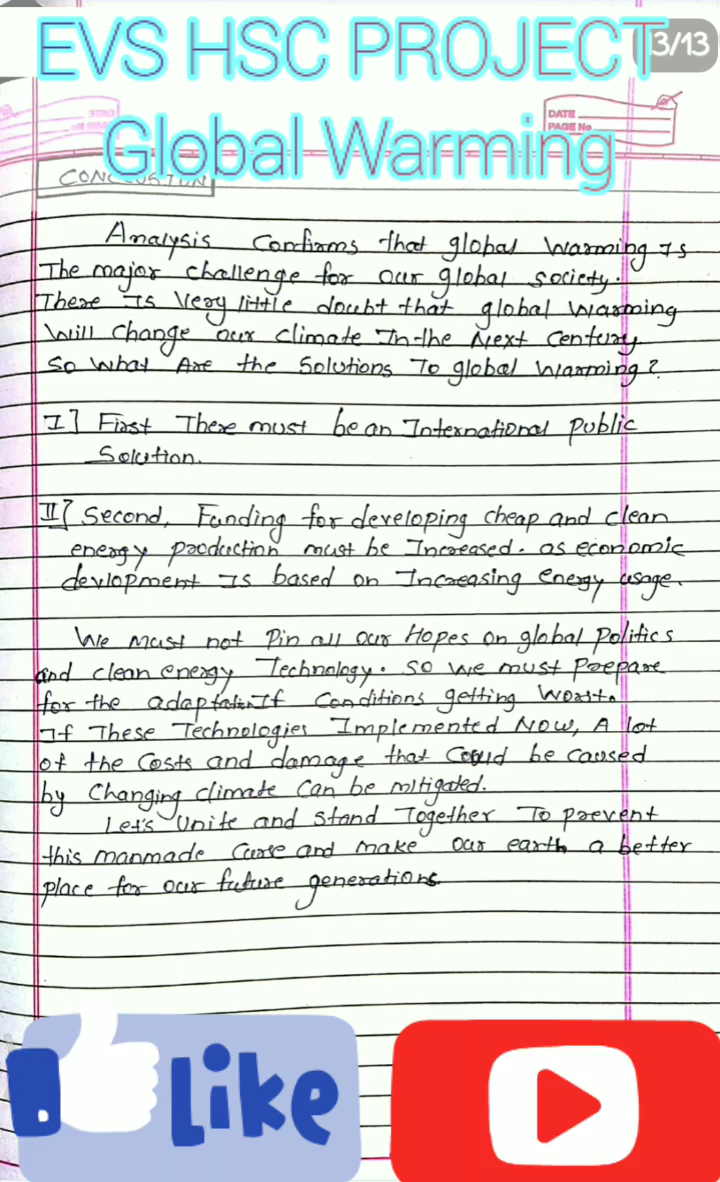 EVS HSC PROJECT
3/13
Global Warming
DATE
PAGE No.
CONCLUSION
Analysis Confirms that global warming Is
The major challenge for our global society.
There Is Very little doubt that global warming
Will change our climate In the Next century
So what Are the Solutions To global warming?
I] First There must be an International Public
Solution.
II] Second, Funding for developing cheap and clean
energy production must be Increased. as economic
devlopment Is based on Increasing energy usage.
We must not Pin all our Hopes on global Politics
and clean energy Technology. So we must Prepare
for the If Conditions getting Worst.
If These Technologies Implemented Now, A lot
of the Costs and damage that Could be caused
by Changing climate Can be mitigated.
Let's Unite and Stand Together To prevent
this manmade Curse and make our earth a better
place for our future generations.
Like